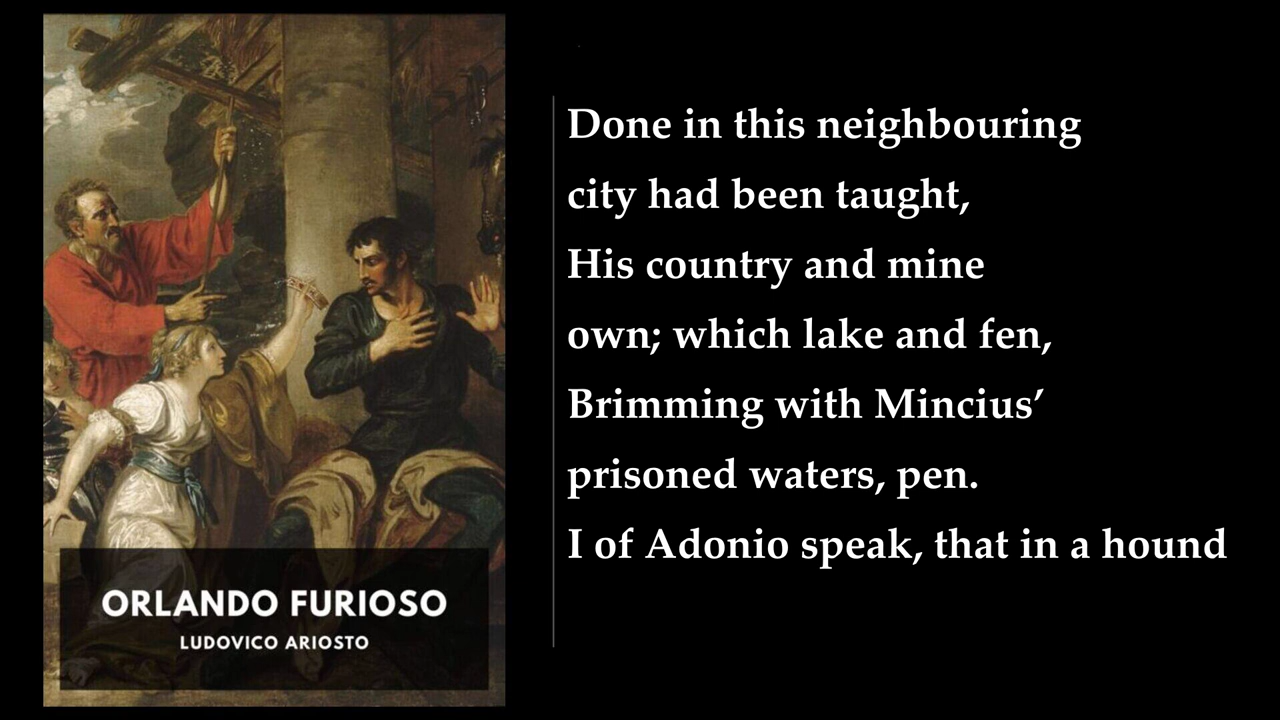 ORLANDO FURIOSO
LUDOVICO ARIOSTO
Done in this neighbouring
city had been taught,
His country and mine
own; which lake and fen,
Brimming with Mincius’
prisoned waters, pen.
I of Adonio speak, that in a hound